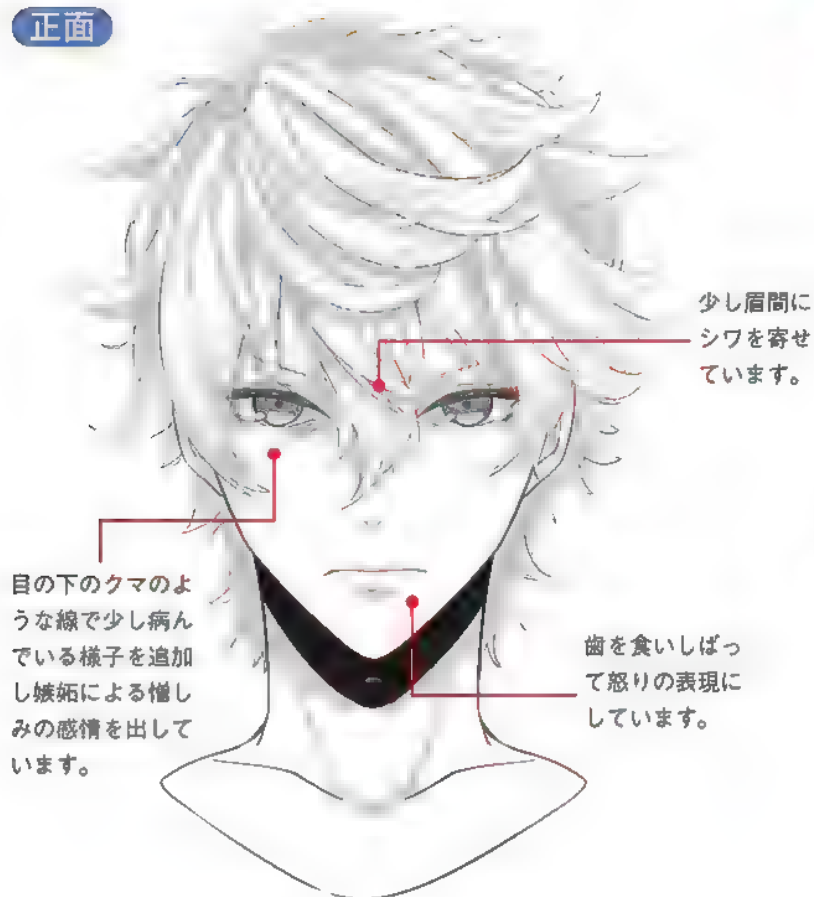 正面
少し眉間に
シワを寄せ
ています。
目の下のクマのよ
うな線で少し病ん
でいる様子を追加
し嫉妬による憎し
みの感情を出して
います。
歯を食いしばっ
て怒りの表現に
しています。